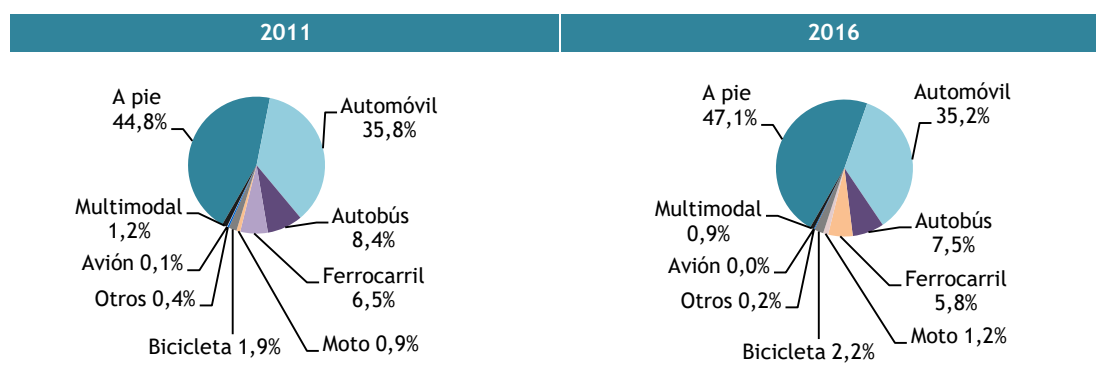 2011
A pie
44,8%
Automóvil
35,8%
Multimodal
1,2%
Autobús
8,4%
Avión 0,1%
Ferrocarril
6,5%
Otros 0,4%
Bicicleta 1,9%
Moto 0,9%
2016
A pie
47,1%
Automóvil
35,2%
Multimodal
0,9%
Autobús
7,5%
Avión 0,0%
Ferrocarril
5,8%
Otros 0,2%
Moto 1,2%
Bicicleta 2,2%